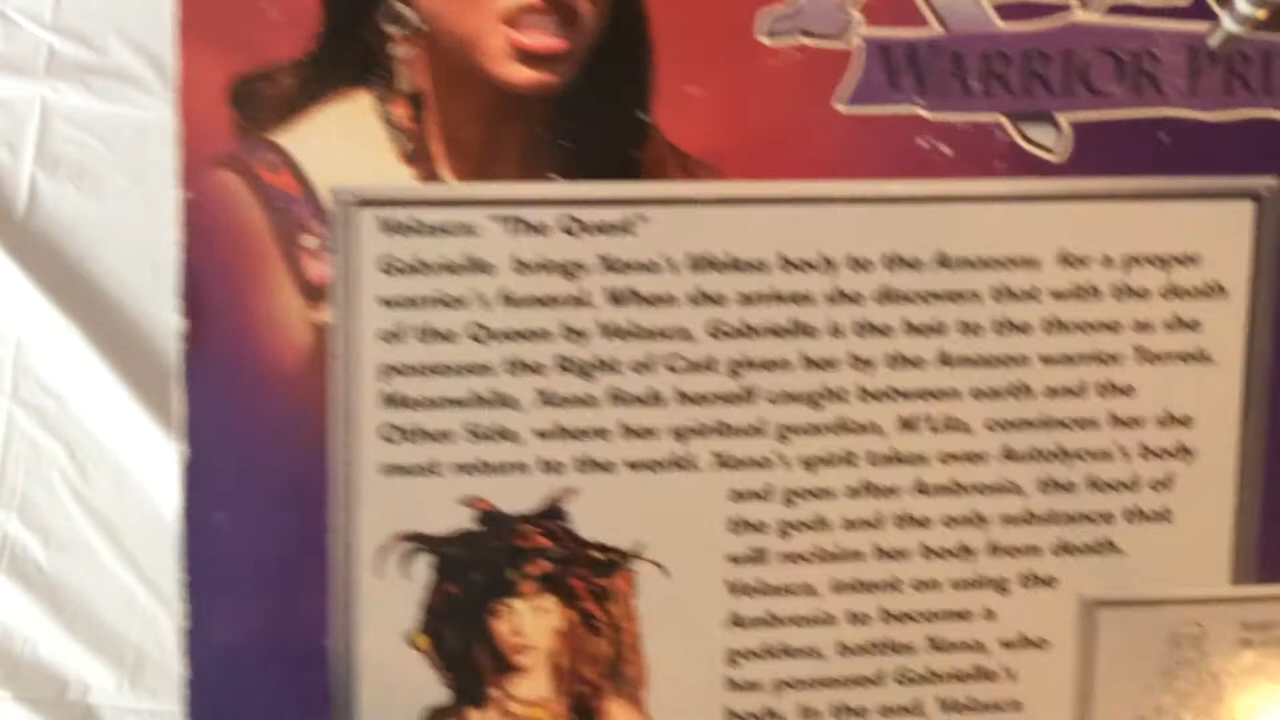 WARRIOR PRI
Velasca "The Quest"
Gabrielle brings Xena's lifeless body to the Amazons for a proper
warrior's funeral. When she arrives she discovers that with the death
of the Queen by Velasca, Gabrielle is the heir to the throne as she
possesses the Right of Cast given her by the Amazon warrior Terreis.
Meanwhile, Xena finds herself caught between earth and the
Other Side, where her spiritual guardian, M'Lila, convinces her she
must return to the world. Xena's spirit takes over Autolycus's body
and goes after Ambrosia, the food of
the gods and the only substance that
will reclaim her body from death.
Velasca, intent on using the
Ambrosia to become a
goddess, battles Xena, who
has possessed Gabrielle's
body. In the end, Velasca